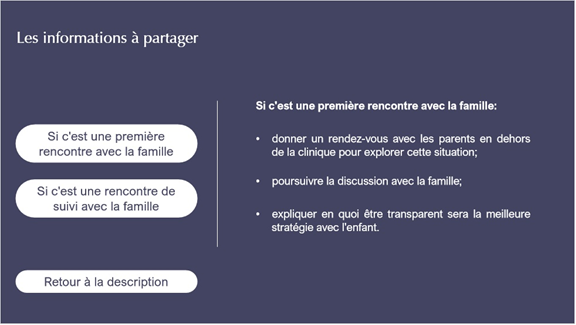 Les informations à partager
Si c'est une première
rencontre avec la famille
Si c'est une rencontre de
suivi avec la famille
Retour à la description
Si c'est une première rencontre avec la famille:
• donner un rendez-vous avec les parents en dehors
de la clinique pour explorer cette situation;
• poursuivre la discussion avec la famille;
• expliquer en quoi être transparent sera la meilleure
stratégie avec l'enfant.